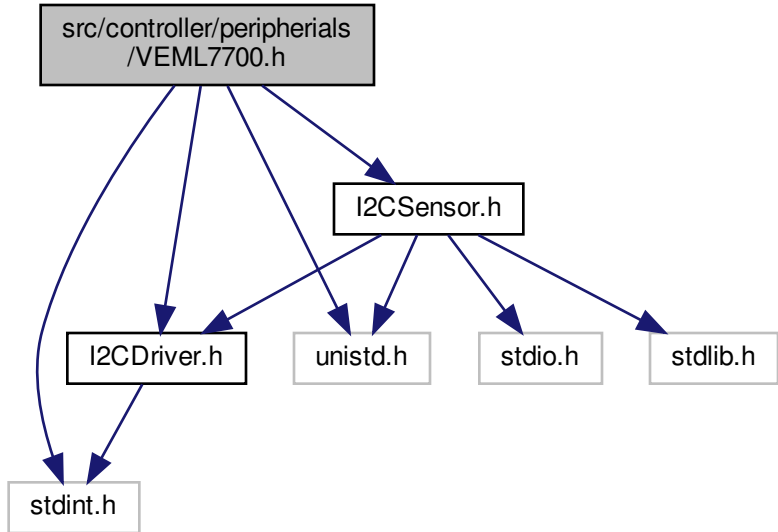 src/controller/peripherials
/VEML7700.h
I2CSensor.h
I2CDriver.h
unistd.h
stdio.h
stdlib.h
stdint.h